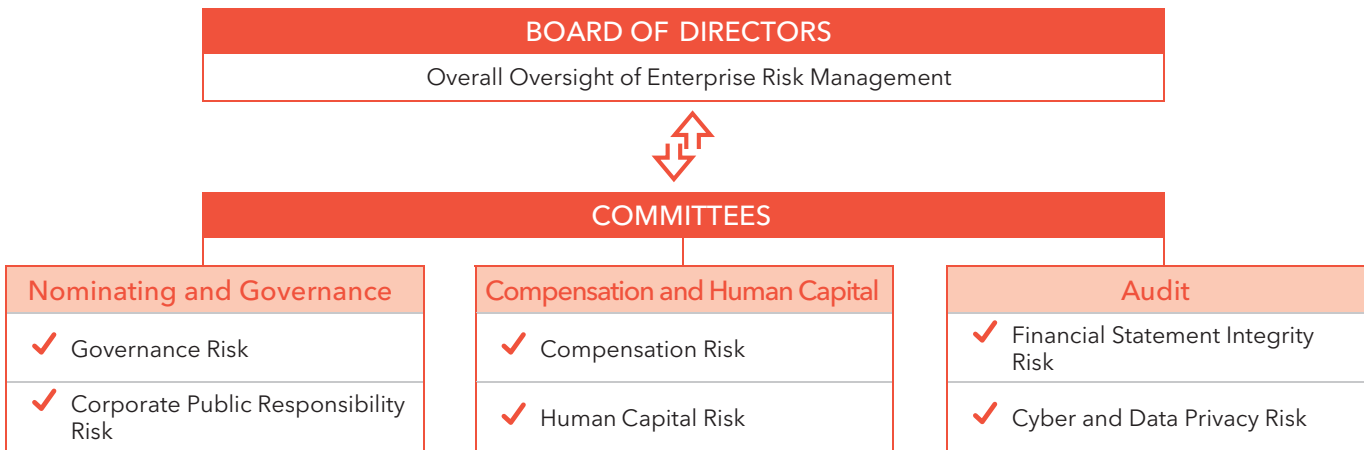 BOARD OF DIRECTORS
Overall Oversight of Enterprise Risk Management
COMMITTEES
Nominating and Governance
Governance Risk
Corporate Public Responsibility
Risk
Compensation and Human Capital
Compensation Risk
Human Capital Risk
Audit
Financial Statement Integrity
Risk
Cyber and Data Privacy Risk